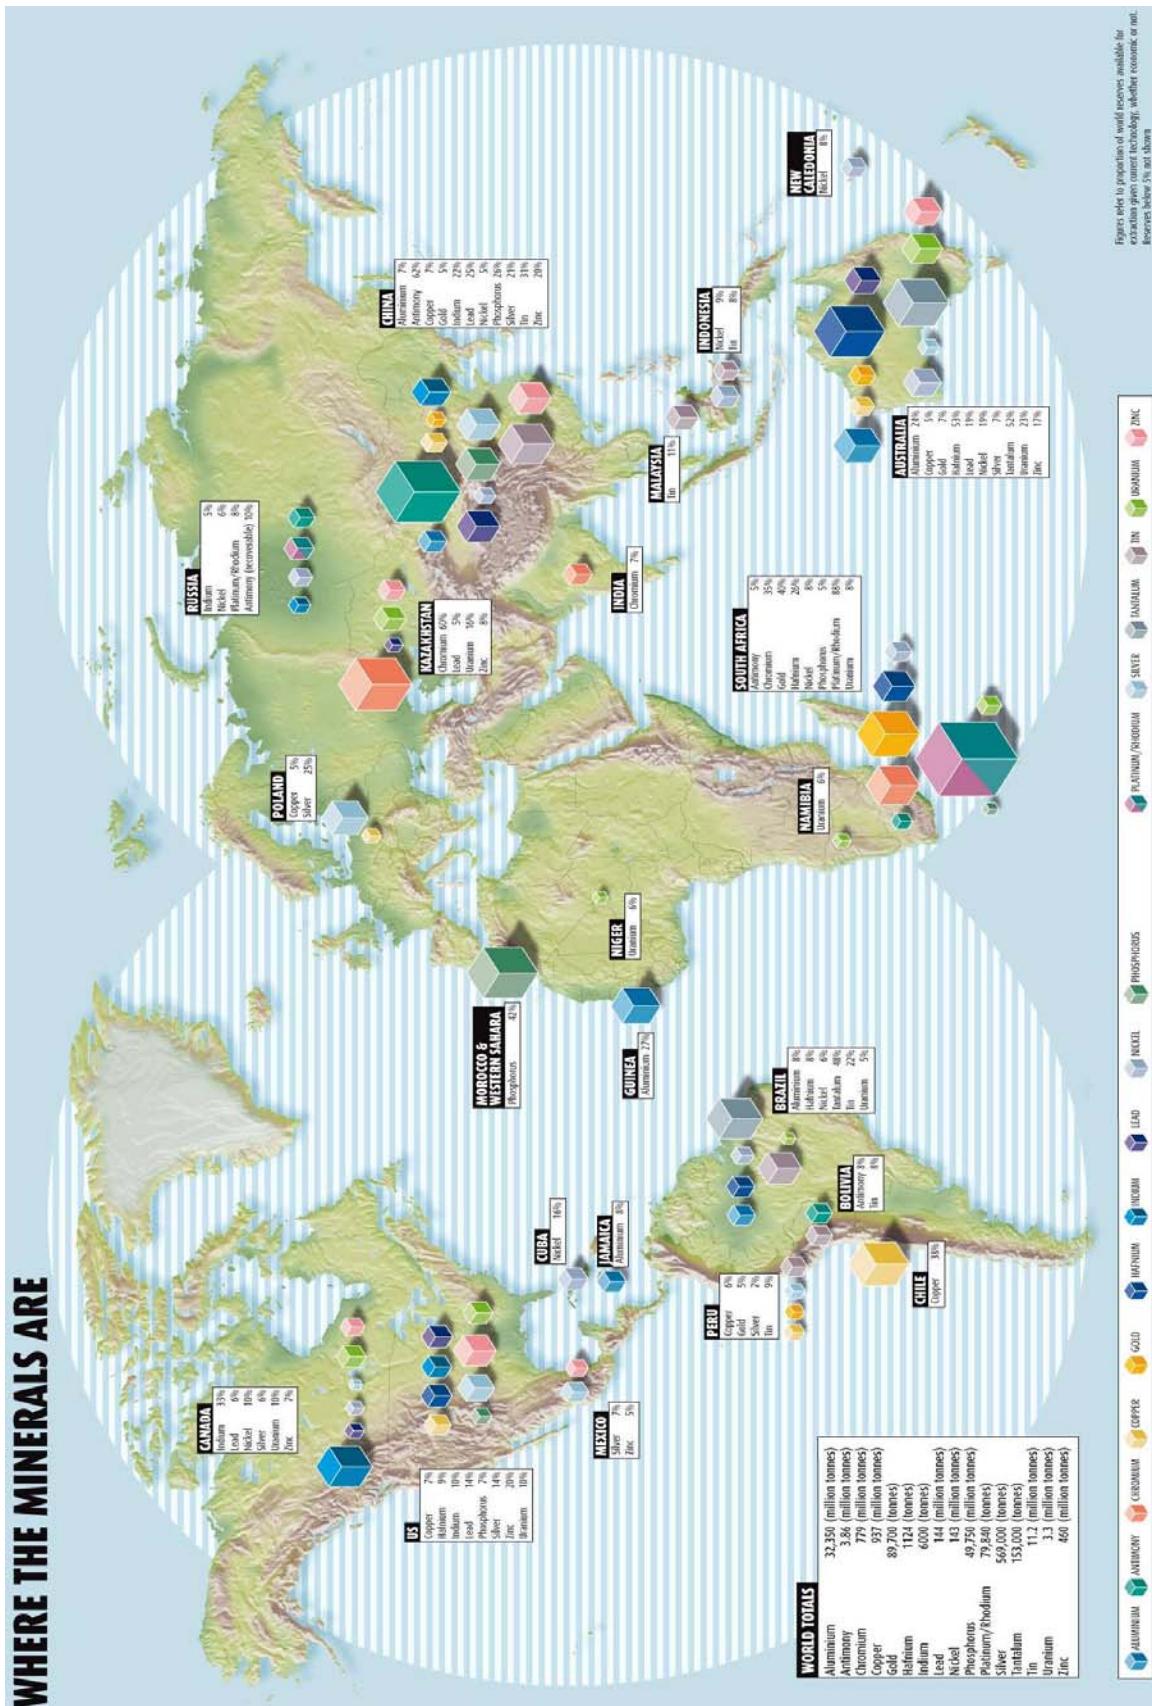 WHERE THE MINERALS ARE
CANADA
Indium 33%
Lead 6%
Nickel 10%
Silver 6%
Uranium 10%
Zinc 7%
US
Copper 7%
Hafnium 9%
Indium 10%
Lead 14%
Phosphorus 7%
Silver 14%
Zinc 20%
Uranium 10%
MEXICO
Silver 7%
Zinc 5%
CUBA
Nickel 16%
JAMAICA
Aluminium 8%
PERU
Copper 6%
Gold 5%
Silver 7%
Tin 9%
CHILE
Copper 38%
BOLIVIA
Antimony 8%
Tin 8%
BRAZIL
Aluminium 8%
Hafnium 8%
Nickel 6%
Tantalum 48%
Tin 22%
Uranium 5%
MOROCCO &
WESTERN SAHARA
Phosphorus 42%
GUINEA
Aluminium 27%
NIGER
Uranium 6%
NAMIBIA
Uranium 6%
SOUTH AFRICA
Antimony 5%
Chromium 35%
Gold 40%
Hafnium 26%
Nickel 8%
Phosphorus 5%
Platinum/Rhodium 88%
Uranium 8%
POLAND
Copper 5%
Silver 25%
RUSSIA
Indium 5%
Nickel 6%
Platinum/Rhodium 8%
Antimony (recoverable) 10%
KAZAKHSTAN
Chromium 60%
Lead 5%
Uranium 16%
Zinc 8%
INDIA
Chromium 7%
CHINA
Aluminium 7%
Antimony 62%
Copper 7%
Gold 5%
Indium 22%
Lead 25%
Nickel 5%
Phosphorus 26%
Silver 21%
Tin 31%
Zinc 20%
MALAYSIA
Tin 11%
INDONESIA
Nickel 9%
Tin 8%
NEW
CALEDONIA
Nickel 8%
AUSTRALIA
Aluminium 24%
Copper 5%
Gold 7%
Hafnium 53%
Lead 19%
Nickel 19%
Silver 7%
Tantalum 52%
Uranium 23%
Zinc 17%
WORLD TOTALS
Aluminium 32,350 (million tonnes)
Antimony 3.86 (million tonnes)
Chromium 779 (million tonnes)
Copper 937 (million tonnes)
Gold 89,700 (tonnes)
Hafnium 1124 (tonnes)
Indium 6000 (tonnes)
Lead 144 (million tonnes)
Nickel 143 (million tonnes)
Phosphorus 49,750 (million tonnes)
Platinum/Rhodium 79,840 (tonnes)
Silver 569,000 (tonnes)
Tantalum 153,000 (tonnes)
Tin 11.2 (million tonnes)
Uranium 3.3 (million tonnes)
Zinc 460 (million tonnes)
Figures refer to proportion of world reserves available for
extraction given current technology, whether economic or not.
Reserves below 5% not shown
ALUMINIUM ANTIMONY CHROMIUM COPPER GOLD HAFNIUM INDIUM LEAD NICKEL PHOSPHORUS PLATINUM/RHODIUM SILVER TANTALUM TIN URANIUM ZINC